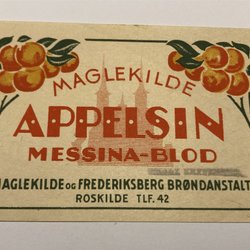 MAGLEKILDE
APPELSIN
MESSINA-BLOD
MAGLEKILDE OG FREDERIKSBERG BRØNDANSTALT
ROSKILDE TLF. 42